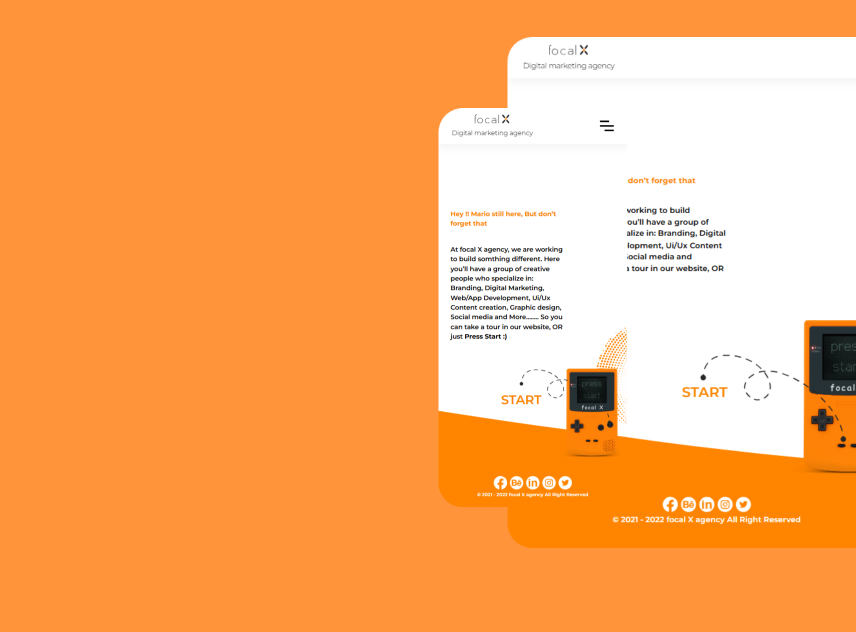 focal X
Digital marketing agency
focal X
Digital marketing agency
Hey !! Mario still here, But don't
forget that
At focal X agency, we are working
to build somthing different. Here
you'll have a group of creative
people who specialize in:
Branding, Digital Marketing,
Web/App Development, Ui/Ux
Content creation, Graphic design,
Social media and More....... So you
can take a tour in our website, OR
just Press Start :)
START
press
start
focal X
© 2021 - 2022 focal X agency All Right Reserved
don't forget that
working to build
ou'll have a group of
alize in: Branding, Digital
lopment, Ui/Ux Content
ocial media and
a tour in our website, OR
START
pres
star
focal
© 2021 - 2022 focal X agency All Right Reserved